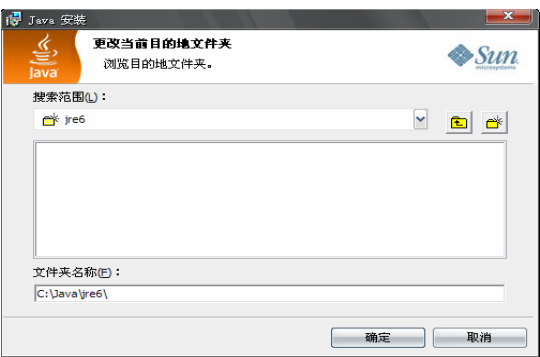 Java 安装
更改当前目的地文件夹
浏览目的地文件夹。
Java
Sun
microsystems
搜索范围(L)：
jre6
文件夹名称(F)：
C:\Java\jre6\
确定
取消